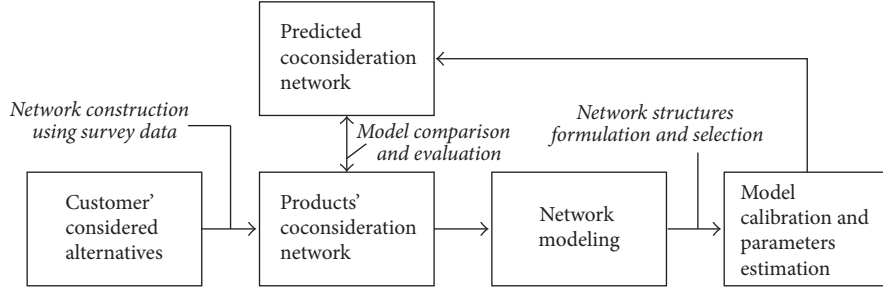 Predicted
coconsideration
network
Network construction
using survey data
Model comparison
and evaluation
Network structures
formulation and selection
Customer’
considered
alternatives
Products’
coconsideration
network
Network
modeling
Model
calibration and
parameters
estimation